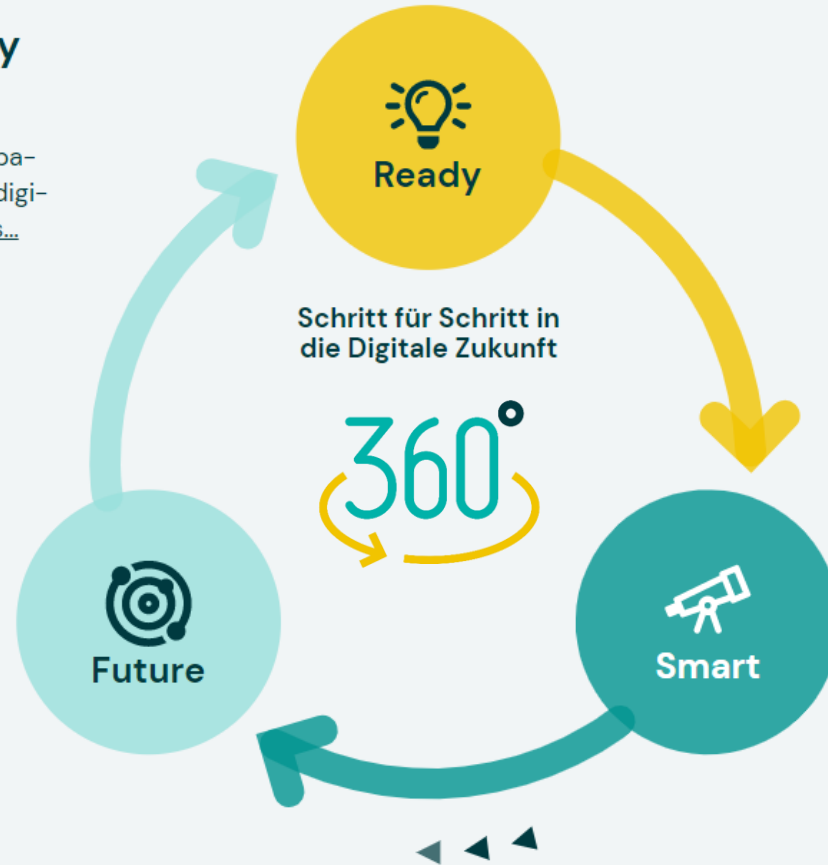 y
pa-
digi-
s...
Ready
Schritt für Schritt in
die Digitale Zukunft
360°
Future
Smart